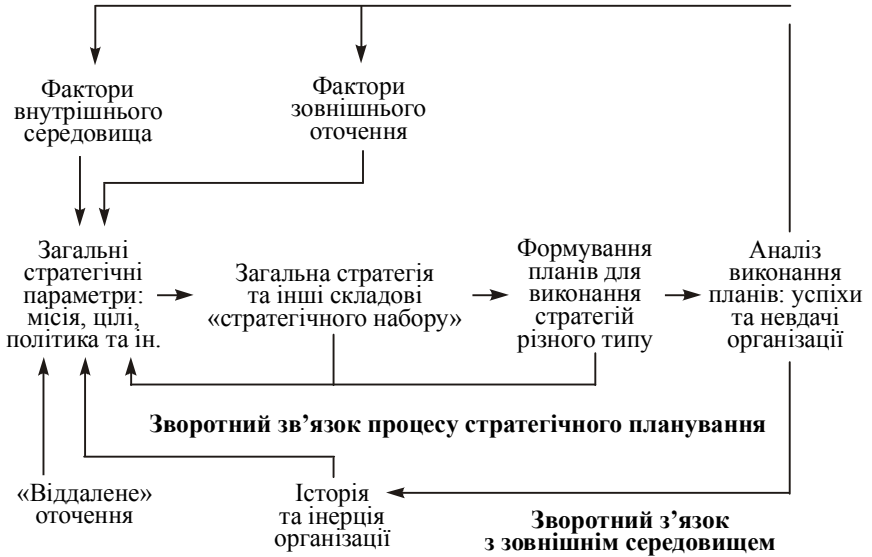 Фактори
внутрішнього
середовища
Фактори
зовнішнього
оточення
Загальні
стратегічні
параметри:
місія, цілі,
політика та ін.
Загальна стратегія
та інші складові
«стратегічного набору»
Формування
планів для
виконання
стратегій
різного типу
Аналіз
виконання
планів: успіхи
та невдачі
організації
Зворотний зв’язок процесу стратегічного планування
«Віддалене»
оточення
Історія
та інерція
організації
Зворотний з’язок
з зовнішнім середовищем